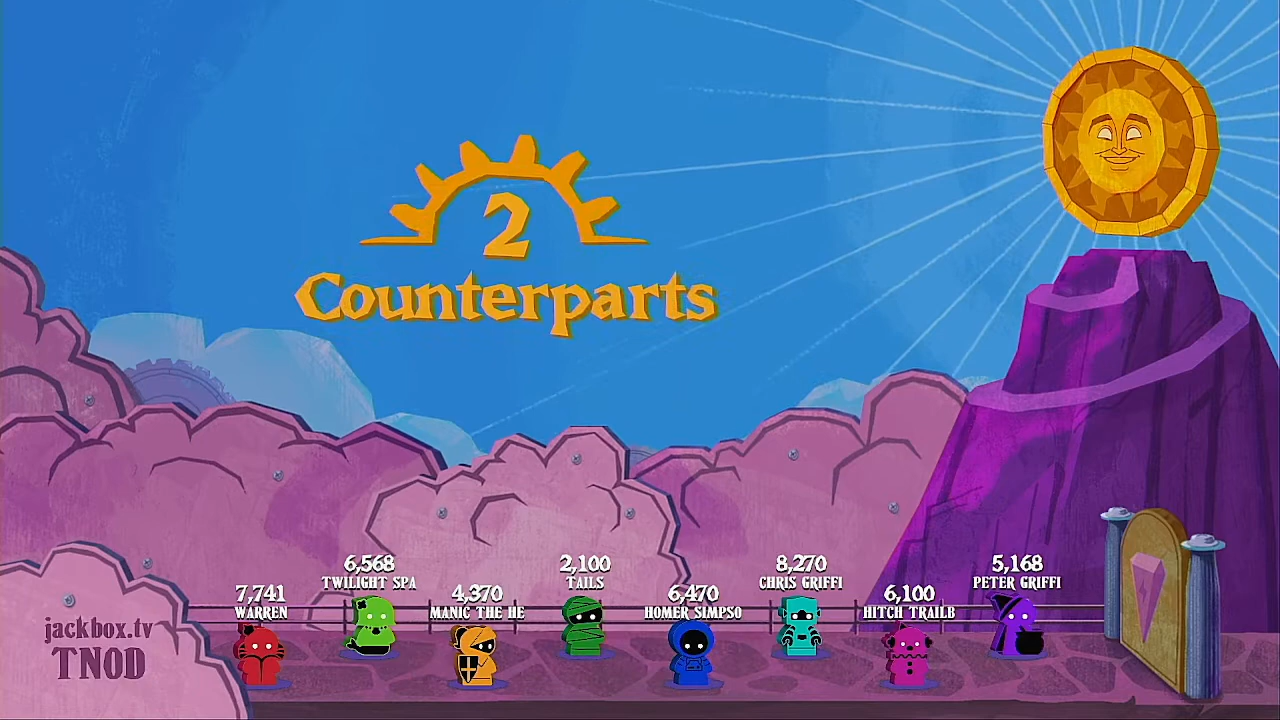 2
Counterparts
6,568
TWILIGHT SPA
2,100
TAILS
8,270
CHRIS GRIFFI
5,168
PETER GRIFFI
7,741
WARREN
4,370
MANIC THE HE
6,470
HOMER SIMPSO
6,100
HITCH TRAILB
jackbox.tv
TNOD